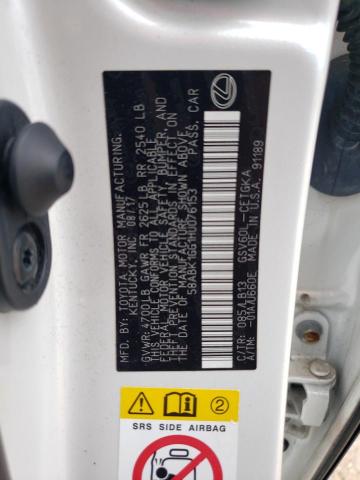 MFD. BY:
TOYOTA MOTOR MANUFACTURING.
KENTUCKY, INC. 08/17
GVWR: 4700LB GAWR FR 2625LB RR 2540 LB
THIS VEHICLE CONFORMS TO ALL APPLICABLE
FEDERAL MOTOR VEHICLE SAFETY, BUMPER, AND
THEFT PREVENTION STANDARDS IN EFFECT ON
THE DATE OF MANUFACTURE SHOWN ABOVE.
58ABK1GG1HU076153 PASS. CAR
C/TR: 085/LB13 GSV60L-CETGKA
A/TM: -01A/U660E MADE IN U.S.A. 91189
2
SRS SIDE AIRBAG